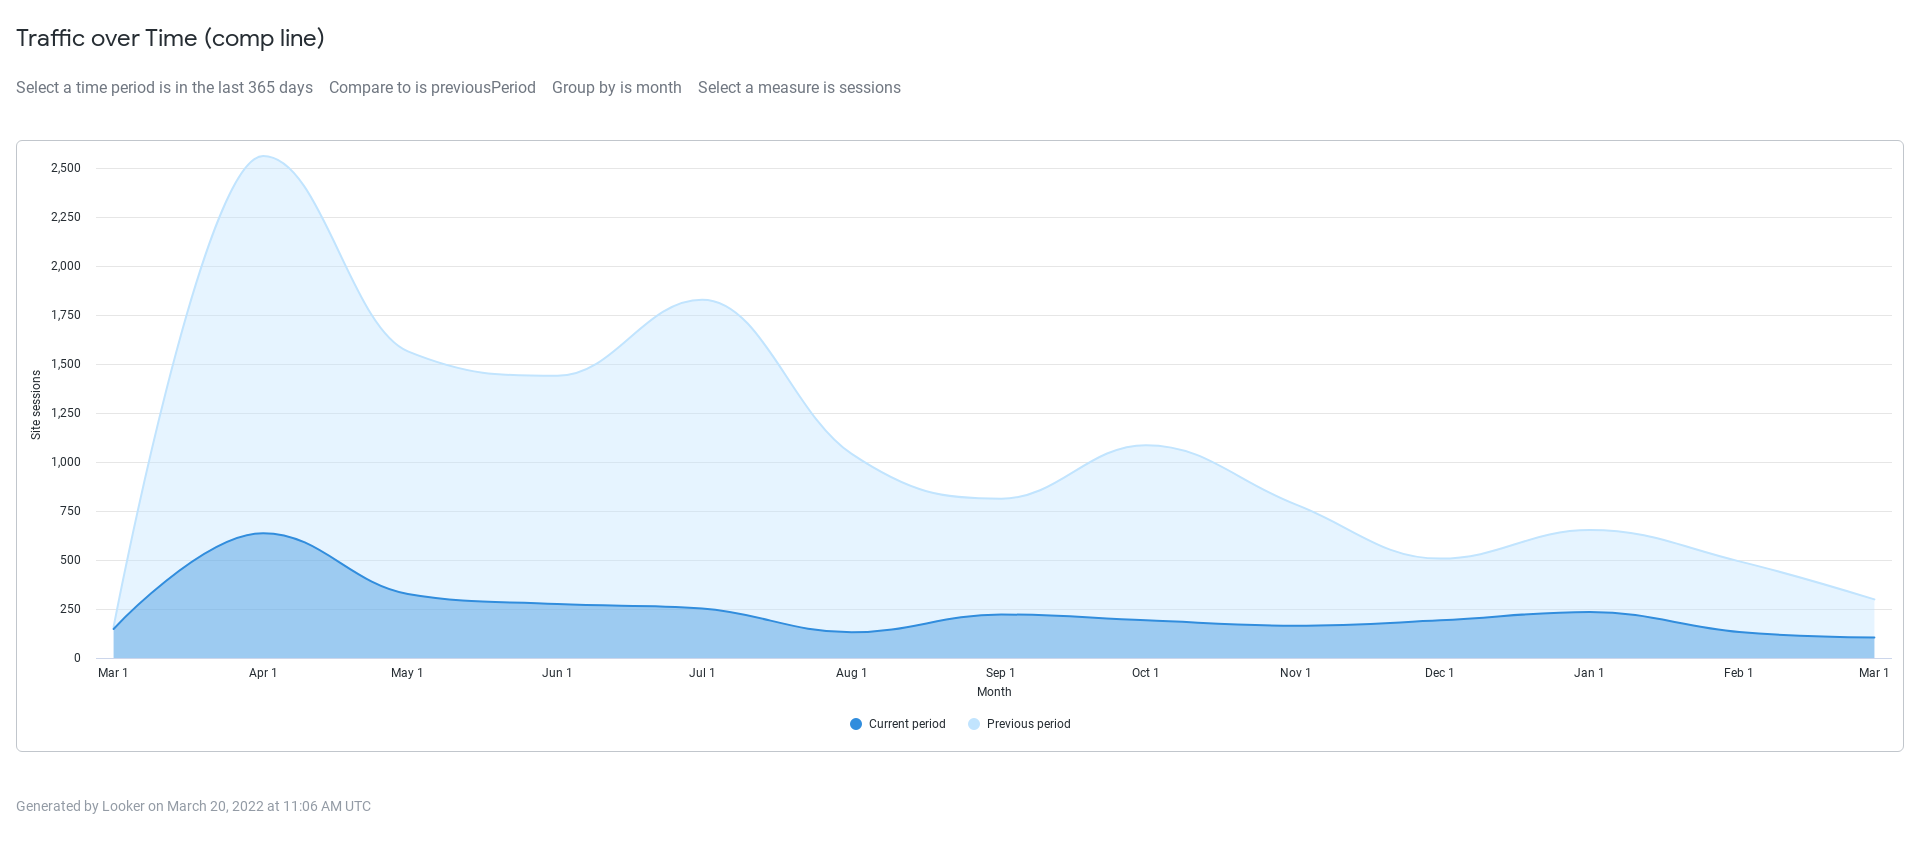 Traffic over Time (comp line)
Select a time period is in the last 365 days Compare to is previousPeriod Group by is month Select a measure is sessions
2,500
2,250
2,000
1,750
1,500
1,250
1,000
750
500
250
0
Site sessions
Mar 1 Apr 1 May 1 Jun 1 Jul 1 Aug 1 Sep 1 Oct 1 Nov 1 Dec 1 Jan 1 Feb 1 Mar 1
Month
Current period Previous period
Generated by Looker on March 20, 2022 at 11:06 AM UTC